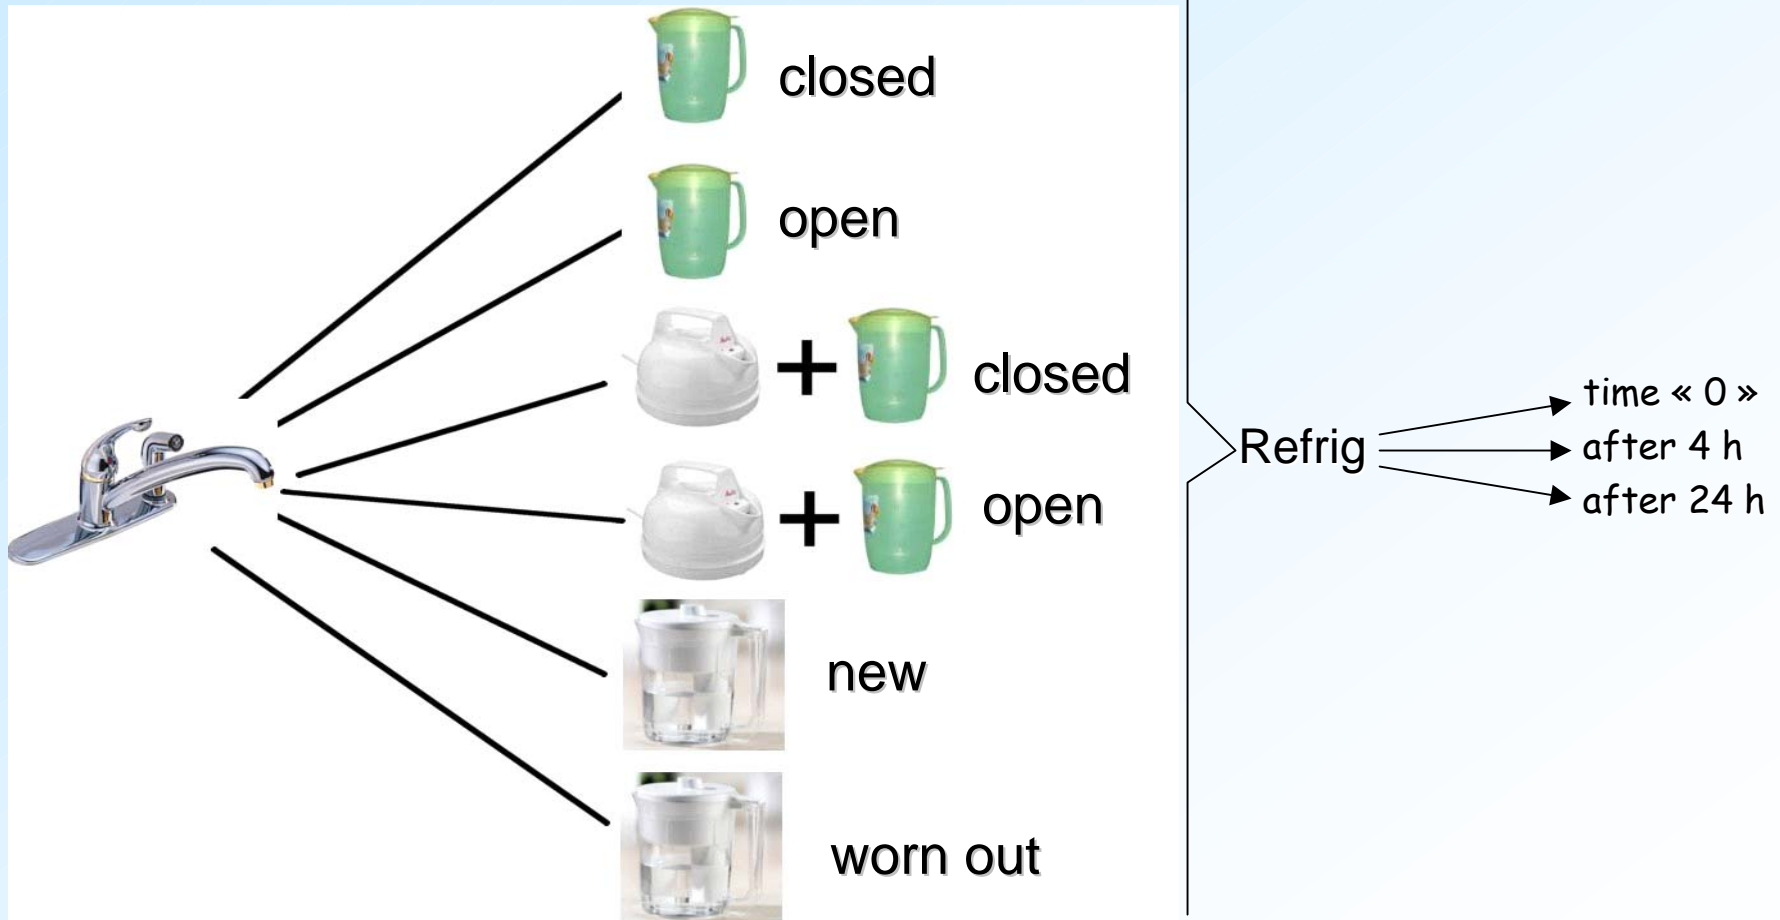 closed
open
+ closed
+ open
new
worn out
Refrig
time « 0 »
after 4 h
after 24 h